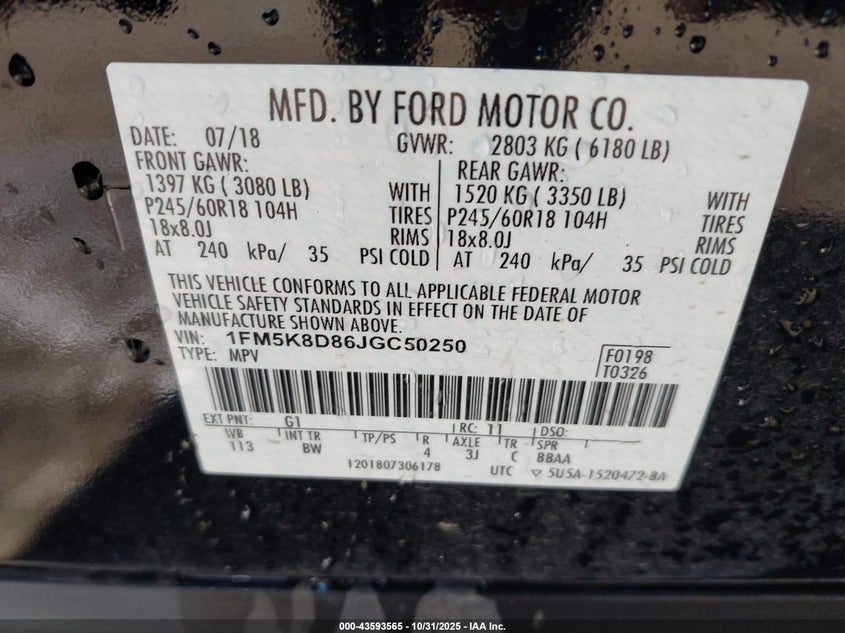 MFD. BY FORD MOTOR CO.
DATE: 07/18 GVWR: 2803 KG ( 6180 LB)
FRONT GAWR: REAR GAWR:
1397 KG ( 3080 LB) WITH 1520 KG ( 3350 LB) WITH
P245/60R18 104H TIRES P245/60R18 104H TIRES
18x8.0J RIMS 18x8.0J RIMS
AT 240 kPa/ 35 PSI COLD AT 240 kPa/ 35 PSI COLD
THIS VEHICLE CONFORMS TO ALL APPLICABLE FEDERAL MOTOR
VEHICLE SAFETY STANDARDS IN EFFECT ON THE DATE OF
MANUFACTURE SHOWN ABOVE.
VIN: 1FM5K8D86JGC50250 F0198
TYPE: MPV T0326
EXT PNT: G1 RC: 11 DSO:
WB INT TR TP/PS R AXLE TR SPR
113 BW 4 3J C BBAA
1201807306178 UTC ▽ 5U5A-1520472-BA
000-43593565 - 10/31/2025 - IAA Inc.